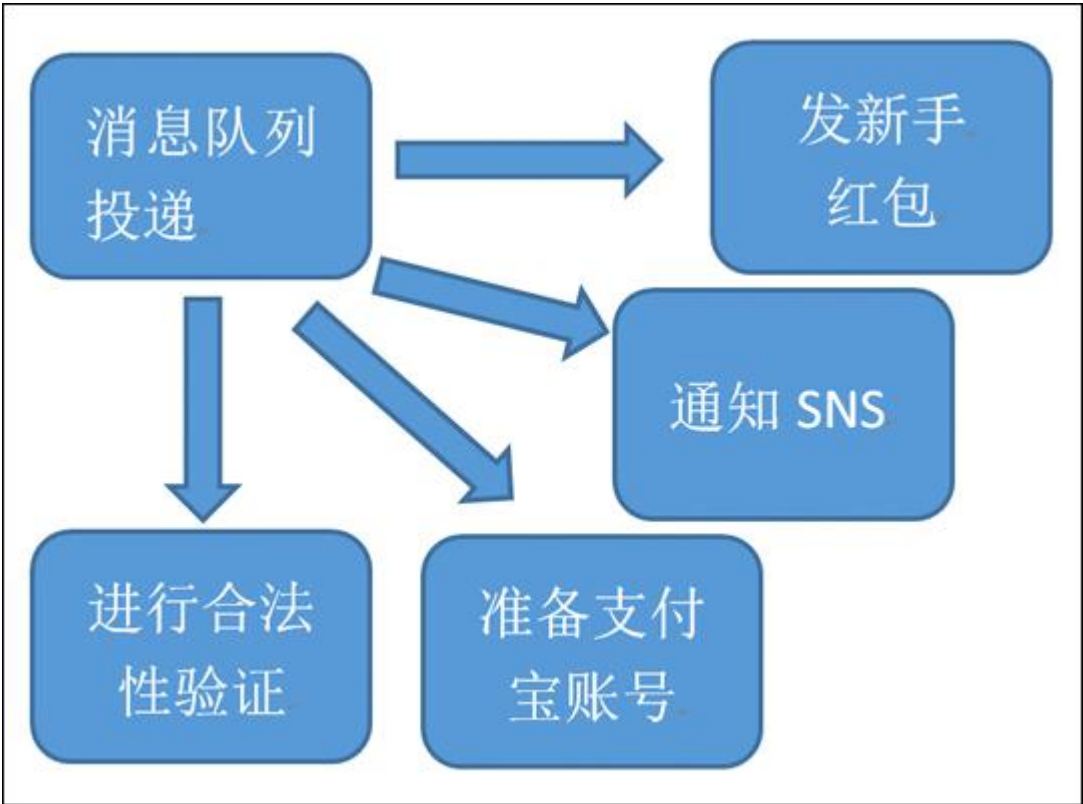 消息队列
投递
发新手
红包
通知 SNS
进行合法
性验证
准备支付
宝账号